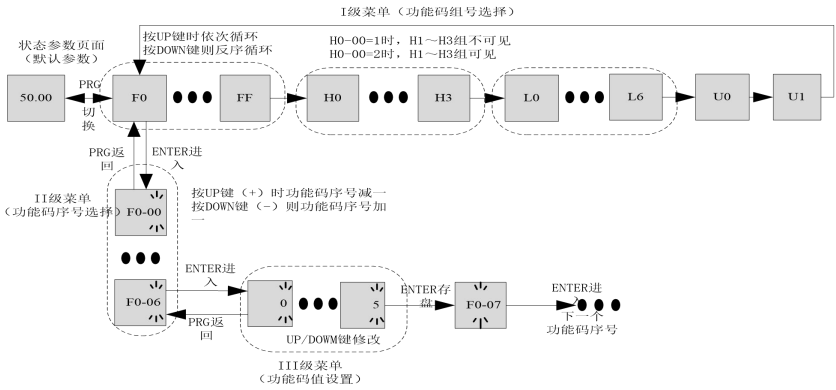 I级菜单（功能码组号选择）
按UP键时依次循环
按DOWN键则反序循环
状态参数页面
（默认参数）
H0-00=1时，H1～H3组不可见
H0-00=2时，H1～H3组可见
50.00
PRG
切
换
F0
FF
H0
H3
L0
L6
U0
U1
PRG返
回
ENTER进
入
II级菜单
（功能码序号选择）
F0-00
按UP键（+）时功能码序号减一
按DOWN键（-）则功能码序号加
一
F0-06
ENTER进
入
PRG返
回
0
5
UP/DOWM键修改
III级菜单
（功能码值设置）
ENTER存
盘
F0-07
ENTER进
入
下一个
功能码序号